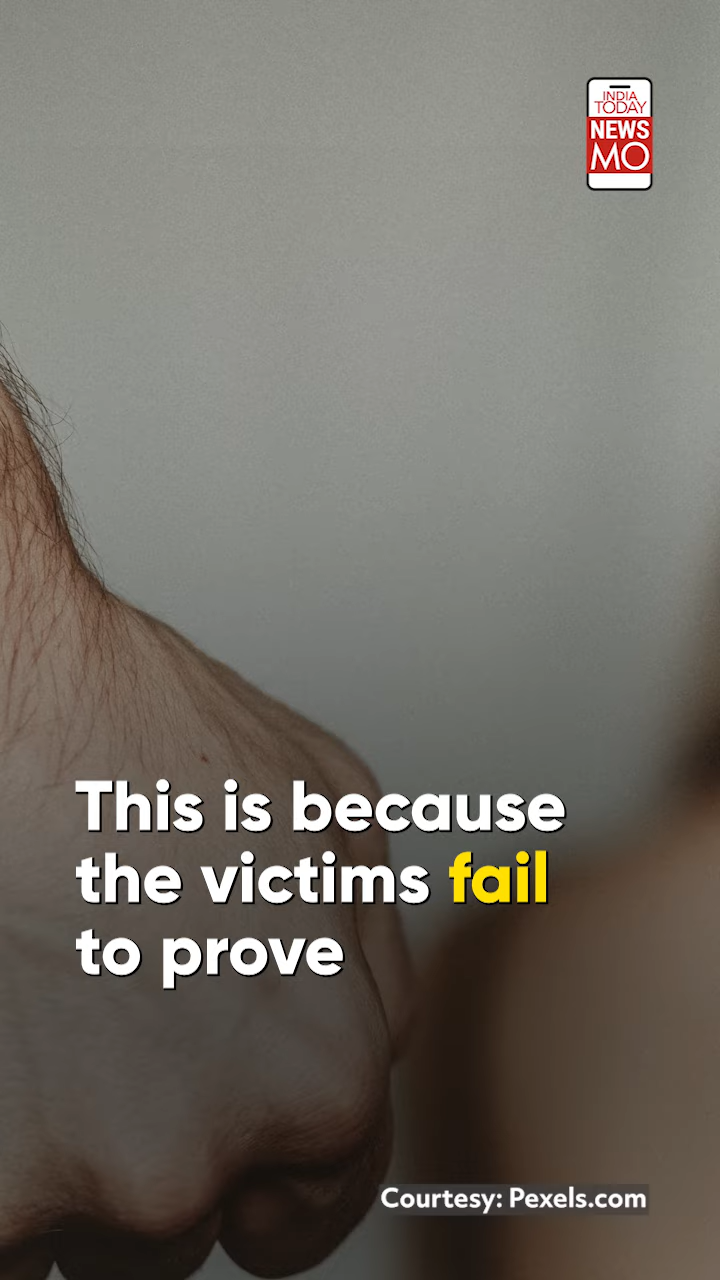 INDIA
TODAY
NEWS
MO
This is because
the victims fail
to prove
Courtesy: Pexels.com